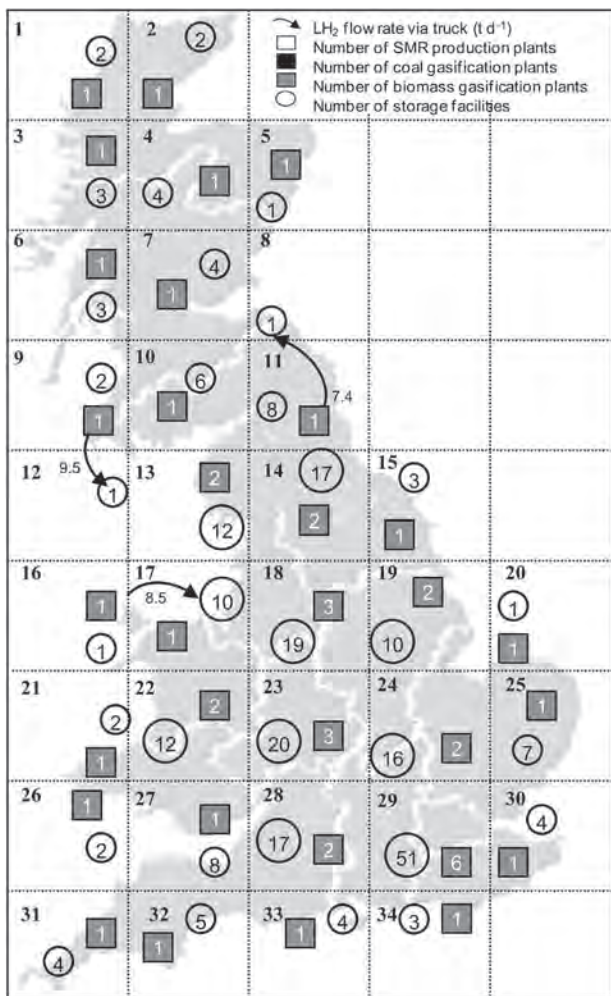 LH2 flow rate via truck (t d-1)
Number of SMR production plants
Number of coal gasification plants
Number of biomass gasification plants
Number of storage facilities
1 2 2 2
1 1
3 1 4 1 5 1
3 4 1
6 1 7 4 8
3 1 1
9 2 10 6 11
1 1 8 1 7.4
12 9.5 1 13 2 14 17 15 3
12 2 1
16 1 17 8.5 10 18 3 19 2 20 1
1 1 19 10 1
21 2 22 2 23 24 25 1
1 12 20 3 16 2 7
26 1 27 1 28 29 30 4
2 8 17 2 51 6 1
31 1 32 5 33 4 34 3 1
4 1 1